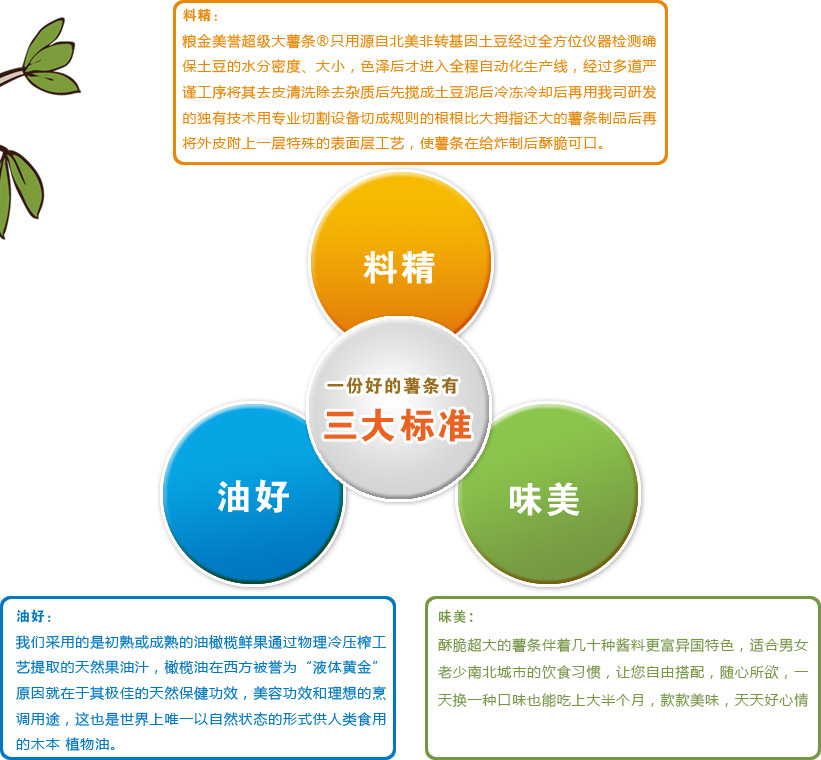 料精：
粮金美誉超级大薯条®只用源自北美非转基因土豆经过全方位仪器检测确
保土豆的水分密度、大小，色泽后才进入全程自动化生产线，经过多道严
谨工序将其去皮清洗除去杂质后先搅成土豆泥后冷冻冷却后再用我司研发
的独有技术用专业切割设备切成规则的根根比大拇指还大的薯条制品后再
将外皮附上一层特殊的表面层工艺，使薯条在给炸制后酥脆可口。
料精
一份好的薯条有
三大标准
油好
味美
油好：
我们采用的是初熟或成熟的油橄榄鲜果通过物理冷压榨工
艺提取的天然果油汁，橄榄油在西方被誉为“液体黄金”
原因就在于其极佳的天然保健功效，美容功效和理想的烹
调用途，这也是世界上唯一以自然状态的形式供人类食用
的木本 植物油。
味美：
酥脆超大的薯条伴着几十种酱料更富异国特色，适合男女
老少南北城市的饮食习惯，让您自由搭配，随心所欲，一
天换一种口味也能吃上大半个月，款款美味，天天好心情